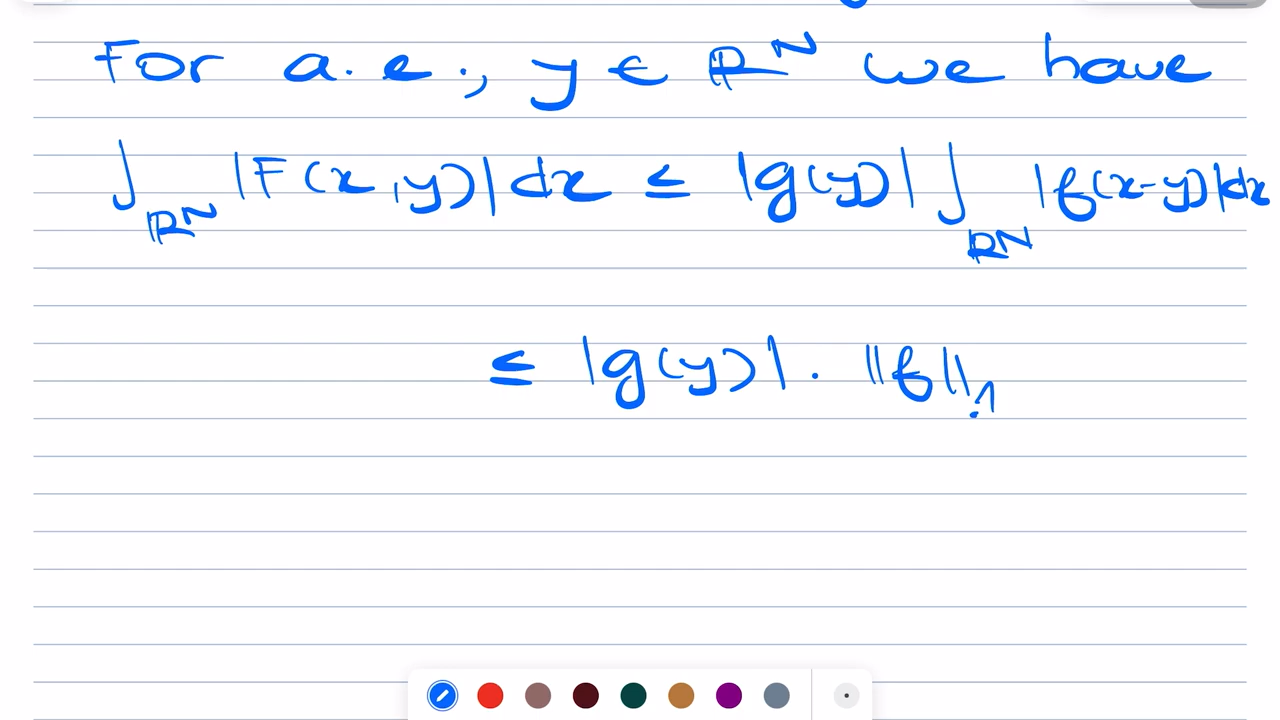 For a.e., y ∈ ℝ^N we have
∫_{ℝ^N} |F(x,y)| dx ≤ |g(y)| ∫_{ℝ^N} |f(x-y)| dx
≤ |g(y)| . ||f||_1